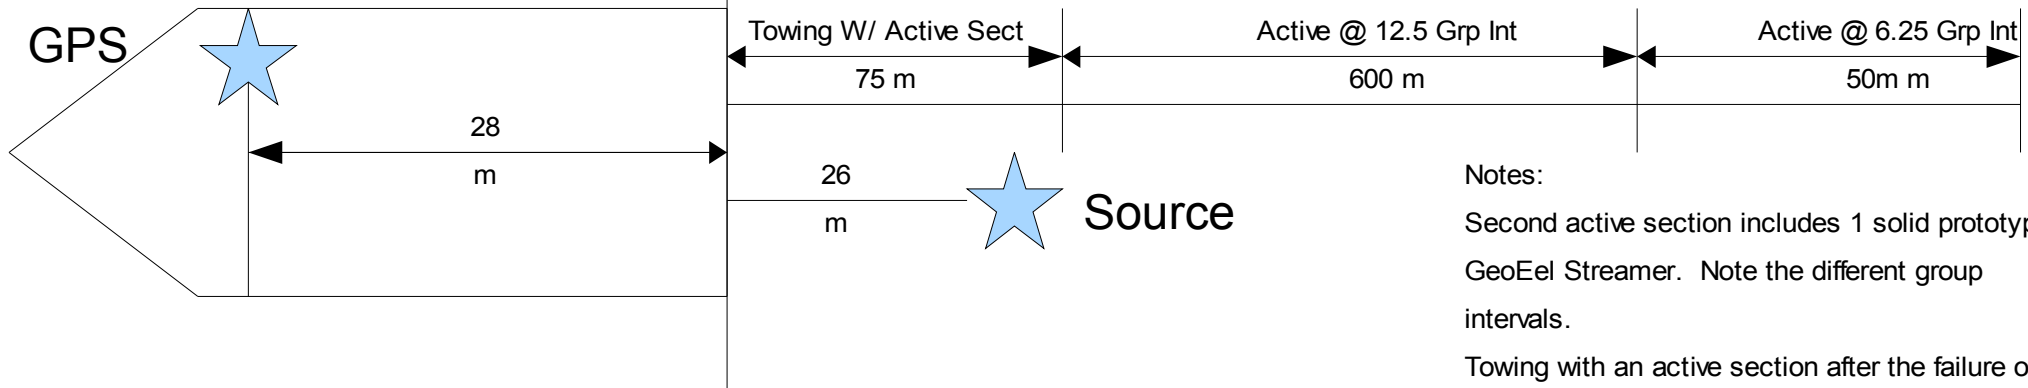 GPS
Towing W/ Active Sect
Active @ 12.5 Grp Int
Active @ 6.25 Grp Int
75 m
600 m
50m m
28
m
26
m
Source
Notes:
Second active section includes 1 solid
GeoEel Streamer. Note the different group
intervals.
Towing with an active section after the failure